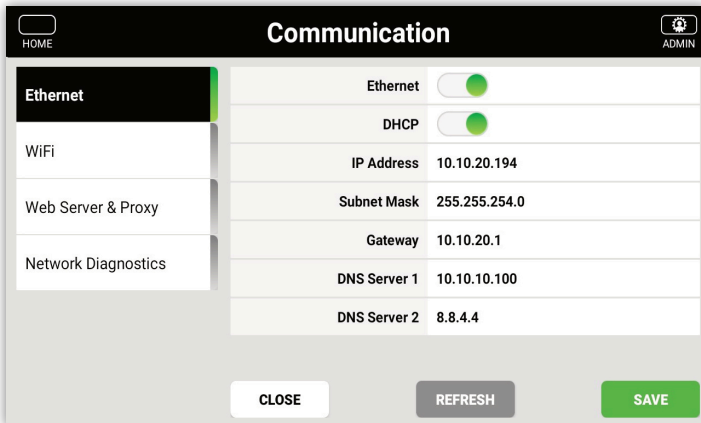 HOME
Communication
ADMIN
Ethernet
WiFi
Web Server & Proxy
Network Diagnostics
Ethernet
DHCP
IP Address 10.10.20.194
Subnet Mask 255.255.254.0
Gateway 10.10.20.1
DNS Server 1 10.10.10.100
DNS Server 2 8.8.4.4
CLOSE
REFRESH
SAVE